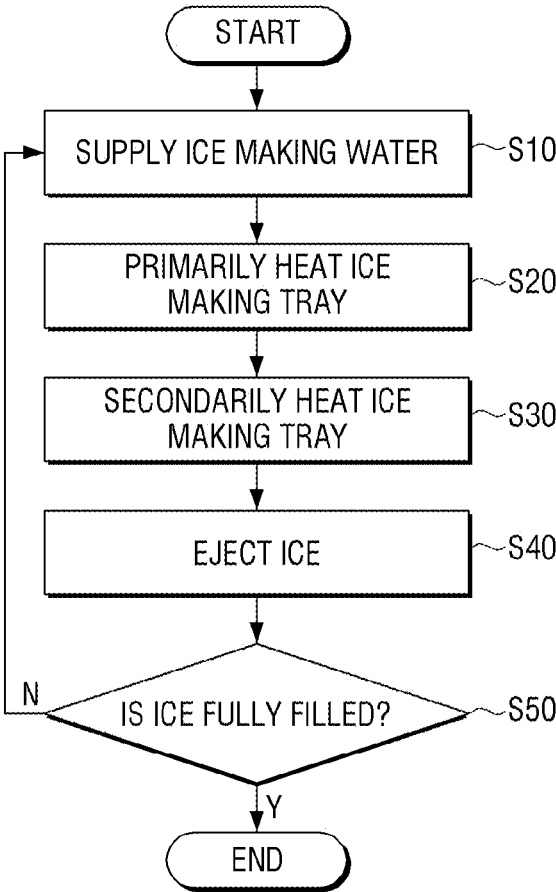 START
SUPPLY ICE MAKING WATER
S10
PRIMARILY HEAT ICE
MAKING TRAY
S20
SECONDARILY HEAT ICE
MAKING TRAY
S30
EJECT ICE
S40
IS ICE FULLY FILLED?
S50
N
Y
END